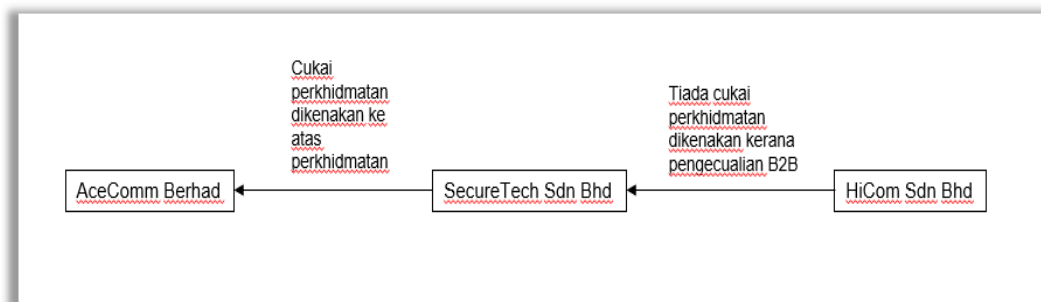 Cukai
perkhidmatan
dikenakan ke
atas
perkhidmatan
Tiada cukai
perkhidmatan
dikenakan kerana
pengecualian B2B
AceComm Berhad
SecureTech Sdn Bhd
HiCom Sdn Bhd